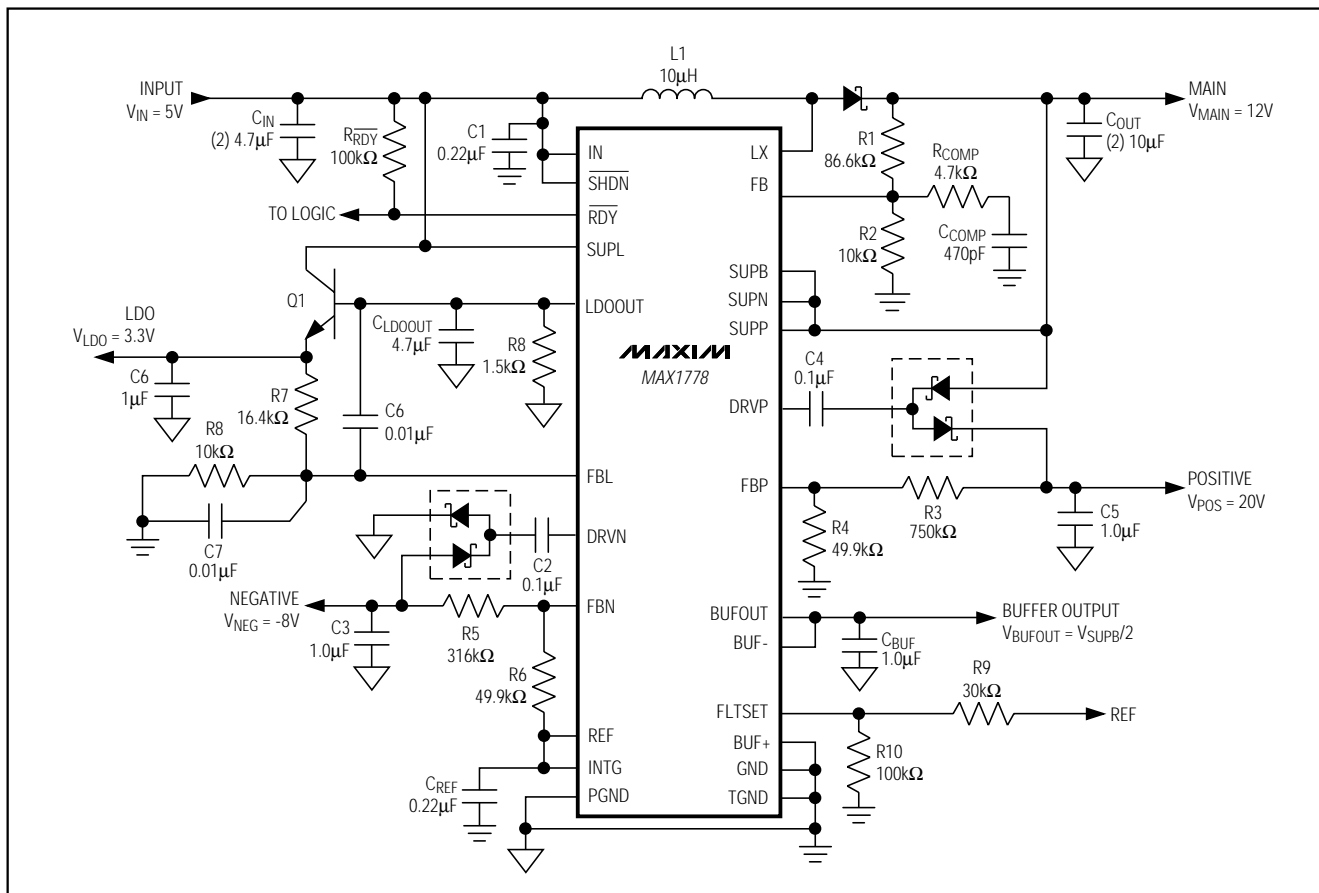 L1
10µH
INPUT
V_IN = 5V
C_IN
(2) 4.7µF
R_RDY
100kΩ
C1
0.22µF
IN
SHDN
RDY
SUPL
TO LOGIC
LX
FB
R1
86.6kΩ
R_COMP
4.7kΩ
C_COMP
470pF
R2
10kΩ
MAIN
V_MAIN = 12V
C_OUT
(2) 10µF
SUPB
SUPN
SUPP
Q1
LDO
V_LDO = 3.3V
C_LDOOUT
4.7µF
R8
1.5kΩ
LDOOUT
MAXIM
MAX1778
C6
1µF
R7
16.4kΩ
C6
0.01µF
R8
10kΩ
C7
0.01µF
FBL
DRVN
C2
0.1µF
C4
0.1µF
DRVP
FBP
R3
750kΩ
R4
49.9kΩ
POSITIVE
V_POS = 20V
C5
1.0µF
NEGATIVE
V_NEG = -8V
C3
1.0µF
R5
316kΩ
FBN
R6
49.9kΩ
REF
INTG
PGND
C_REF
0.22µF
BUFOUT
BUF-
C_BUF
1.0µF
BUFFER OUTPUT
V_BUFOUT = V_SUPB/2
FLTSET
R9
30kΩ
REF
R10
100kΩ
BUF+
GND
TGND